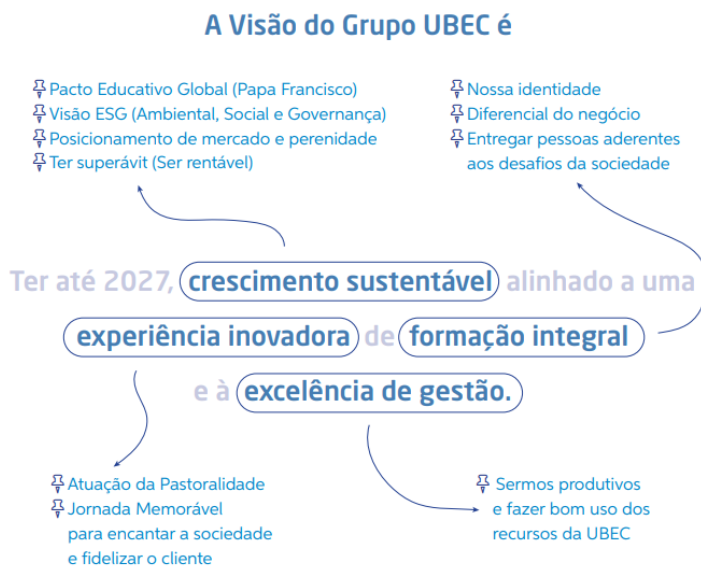 A Visão do Grupo UBEC é
Pacto Educativo Global (Papa Francisco)
Visão ESG (Ambiental, Social e Governança)
Posicionamento de mercado e perenidade
Ter superávit (Ser rentável)
Nossa identidade
Diferencial do negócio
Entregar pessoas aderentes
aos desafios da sociedade
Ter até 2027, crescimento sustentável alinhado a uma
experiência inovadora de formação integral
e à excelência de gestão.
Atuação da Pastoralidade
Jornada Memorável
para encantar a sociedade
e fidelizar o cliente
Sermos produtivos
e fazer bom uso dos
recursos da UBEC